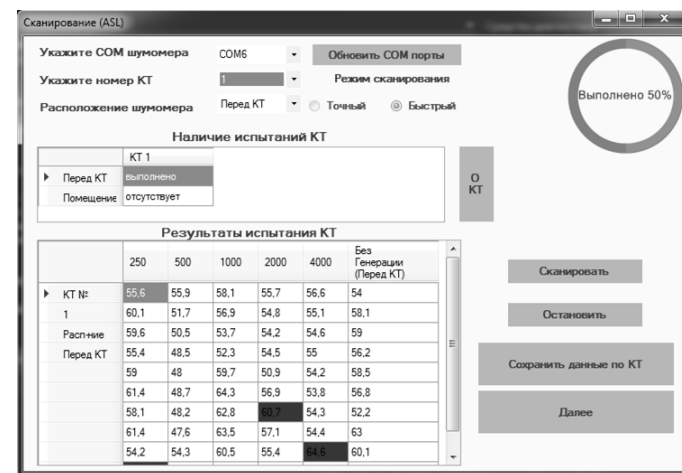 Сканирование (ASL)
Укажите COM шумомера COM6 Обновить COM порты
Укажите номер КТ 1 Режим сканирования
Расположение шумомера Перед КТ Точный Быстрый
Выполнено 50%
Наличие испытаний КТ
КТ 1
Перед КТ выполнено
Помещение отсутствует
О КТ
Результаты испытания КТ
250 500 1000 2000 4000 Без Генерации (Перед КТ)
КТ № 55,6 55,9 58,1 55,7 56,6 54
1 60,1 51,7 56,9 54,8 55,1 58,1
Расп-ние 59,6 50,5 53,7 54,2 54,6 59
Перед КТ 55,4 48,5 52,3 54,5 55 56,2
59 48 59,7 50,9 54,2 58,5
61,4 48,7 64,3 56,9 53,8 56,8
58,1 48,2 62,8 60,7 54,3 52,2
61,4 47,6 63,5 57,1 54,4 63
54,2 54,3 60,5 55,4 64,6 60,1
Сканировать
Остановить
Сохранить данные по КТ
Далее